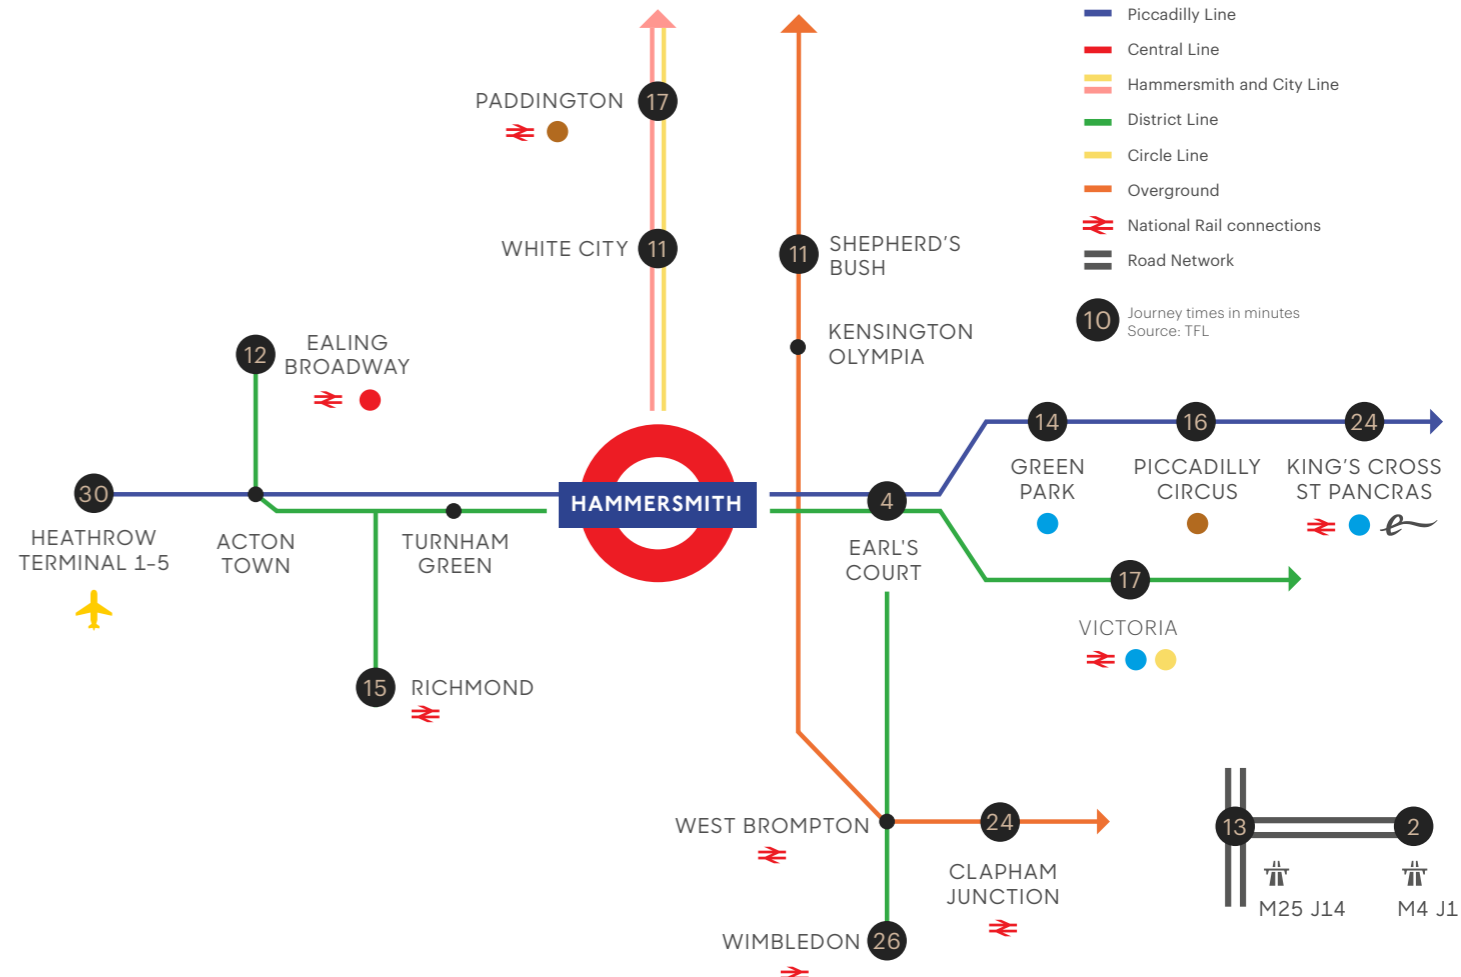 Piccadilly Line
Central Line
Hammersmith and City Line
District Line
Circle Line
Overground
National Rail connections
Road Network
10
Journey times in minutes
Source: TFL
PADDINGTON
17
WHITE CITY
11
11
SHEPHERD'S
BUSH
KENSINGTON
OLYMPIA
12
EALING
BROADWAY
30
HEATHROW
TERMINAL 1-5
ACTON
TOWN
TURNHAM
GREEN
HAMMERSMITH
15
RICHMOND
4
EARL'S
COURT
14
GREEN
PARK
16
PICCADILLY
CIRCUS
24
KING'S CROSS
ST PANCRAS
e
17
VICTORIA
WEST BROMPTON
24
CLAPHAM
JUNCTION
WIMBLEDON
26
13
2
M25 J14
M4 J1